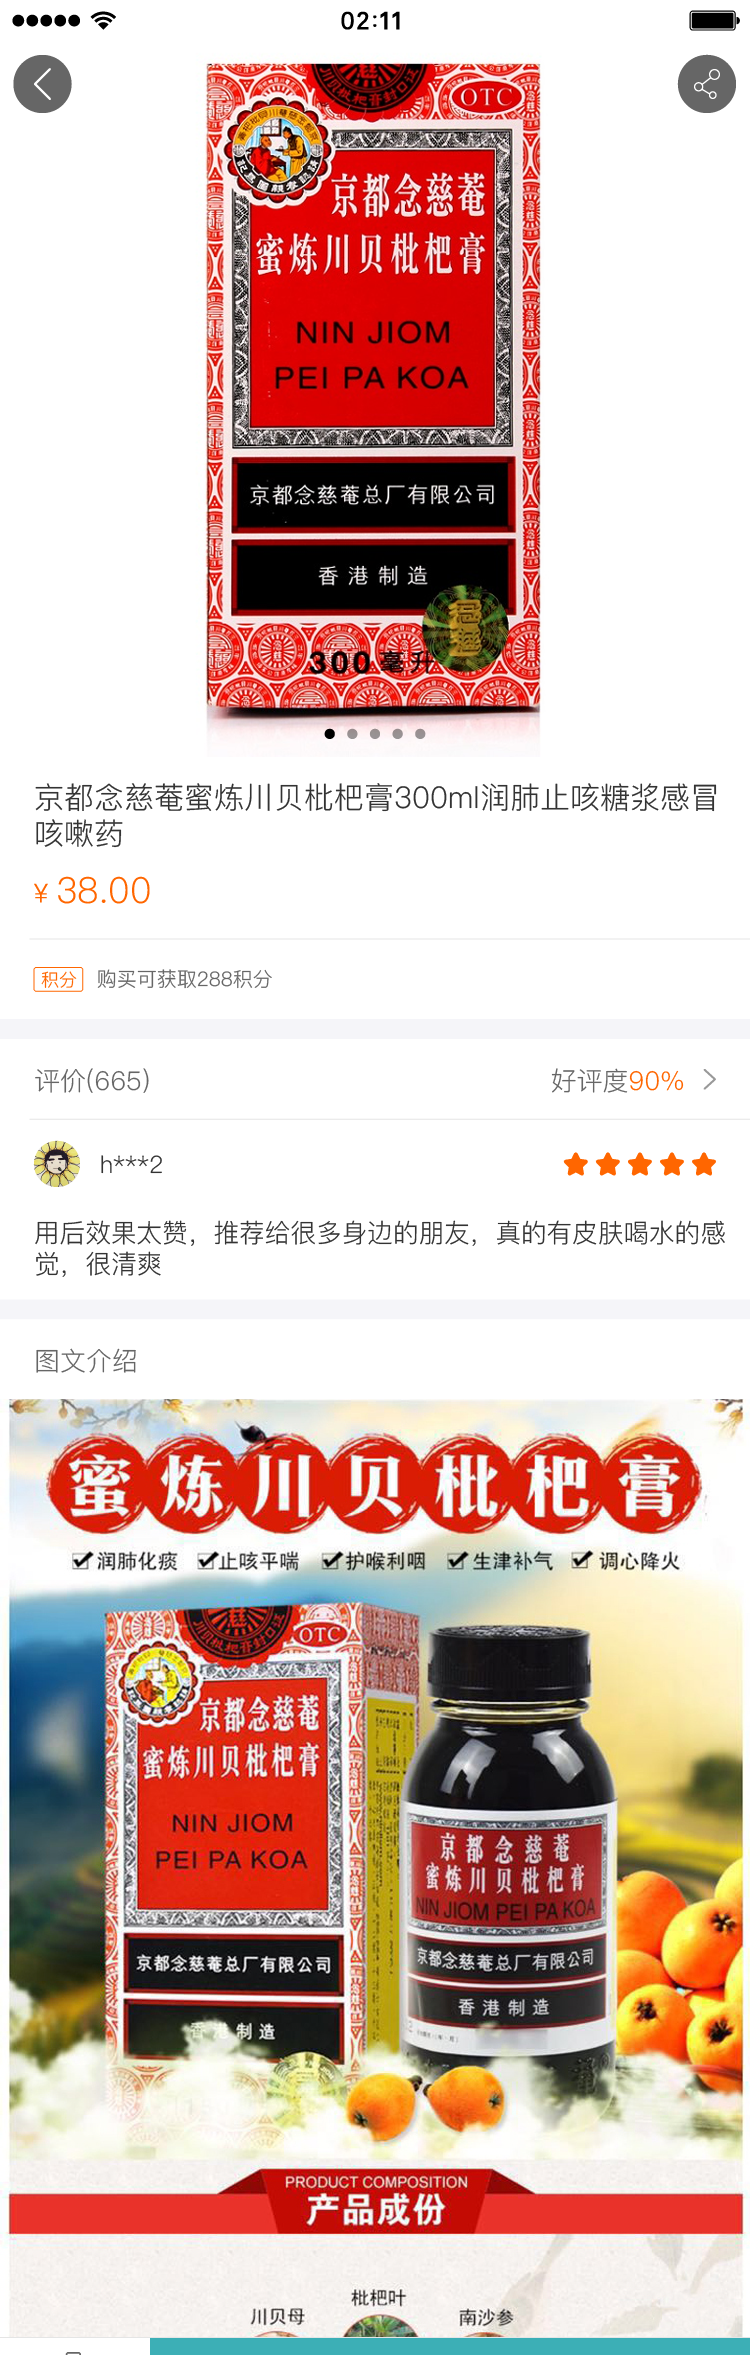 02:11
OTC
京都念慈菴
蜜炼川贝枇杷膏
NIN JIOM
PEI PA KOA
京都念慈菴总厂有限公司
香港制造
300毫升
京都念慈菴蜜炼川贝枇杷膏300ml润肺止咳糖浆感冒
咳嗽药
¥ 38.00
积分 购买可获取288积分
评价(665) 好评度90%
h***2
用后效果太赞，推荐给很多身边的朋友，真的有皮肤喝水的感
觉，很清爽
图文介绍
蜜炼川贝枇杷膏
润肺化痰 止咳平喘 护喉利咽 生津补气 调心降火
OTC
京都念慈菴
蜜炼川贝枇杷膏
NIN JIOM
PEI PA KOA
京都念慈菴总厂有限公司
香港制造
京都念慈菴
蜜炼川贝枇杷膏
NIN JIOM PEI PA KOA
京都念慈菴总厂有限公司
香港制造
PRODUCT COMPOSITION
产品成份
枇杷叶
川贝母 南沙参